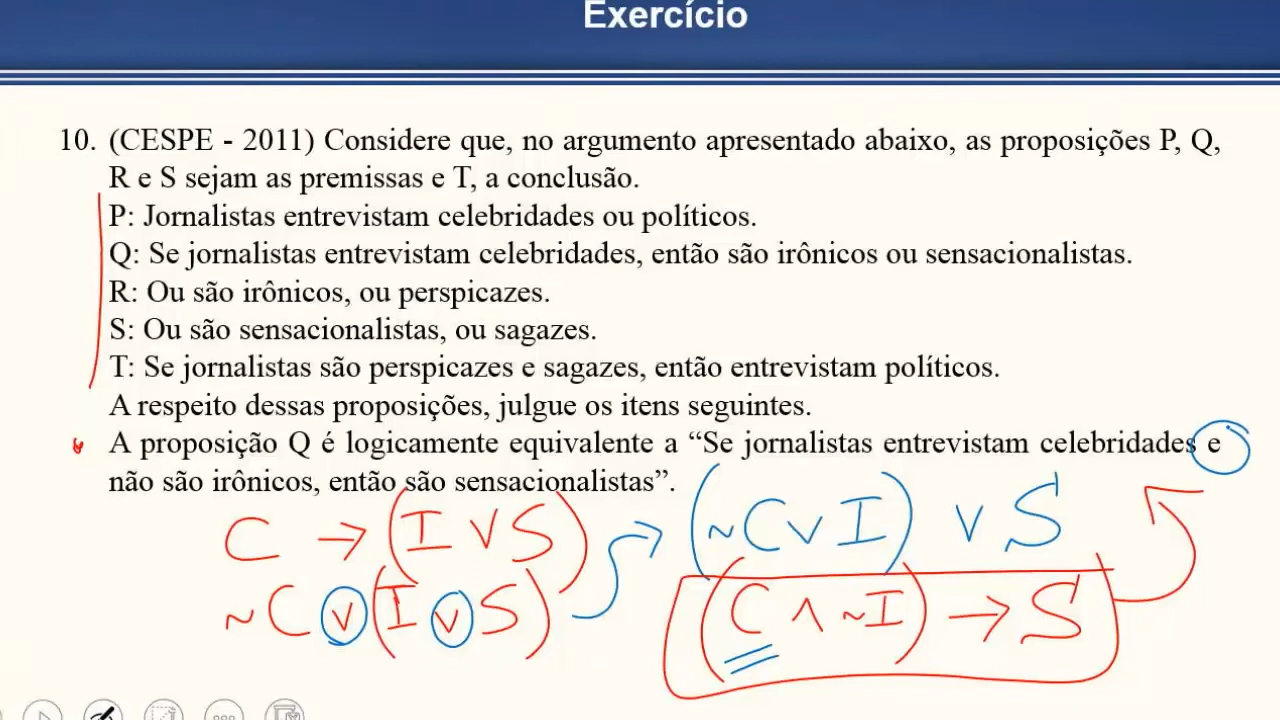 Exercício
10. (CESPE - 2011) Considere que, no argumento apresentado abaixo, as proposições P, Q,
R e S sejam as premissas e T, a conclusão.
P: Jornalistas entrevistam celebridades ou políticos.
Q: Se jornalistas entrevistam celebridades, então são irônicos ou sensacionalistas.
R: Ou são irônicos, ou perspicazes.
S: Ou são sensacionalistas, ou sagazes.
T: Se jornalistas são perspicazes e sagazes, então entrevistam políticos.
A respeito dessas proposições, julgue os itens seguintes.
A proposição Q é logicamente equivalente a “Se jornalistas entrevistam celebridades e
não são irônicos, então são sensacionalistas”.
C → (I ∨ S)
~C ∨ (I ∨ S)
(~C ∨ I) ∨ S
(C ∧ ~I) → S